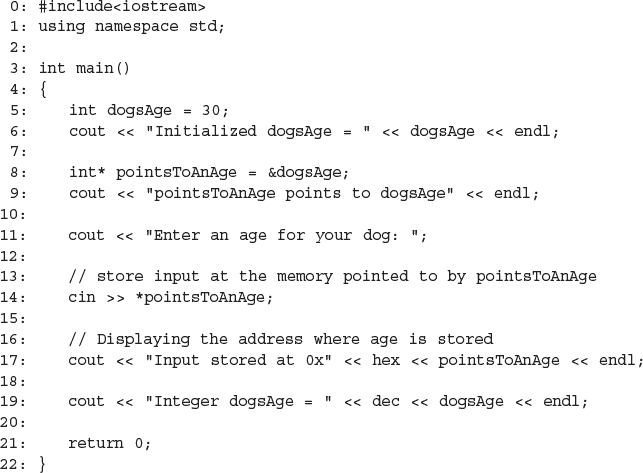 0: #include<iostream>
1: using namespace std;
2:
3: int main()
4: {
5:    int dogsAge = 30;
6:    cout << "Initialized dogsAge = " << dogsAge << endl;
7:
8:    int* pointsToAnAge = &dogsAge;
9:    cout << "pointsToAnAge points to dogsAge" << endl;
10:
11:    cout << "Enter an age for your dog: ";
12:
13:    // store input at the memory pointed to by pointsToAnAge
14:    cin >> *pointsToAnAge;
15:
16:    // Displaying the address where age is stored
17:    cout << "Input stored at 0x" << hex << pointsToAnAge << endl;
18:
19:    cout << "Integer dogsAge = " << dec << dogsAge << endl;
20:
21:    return 0;
22: }